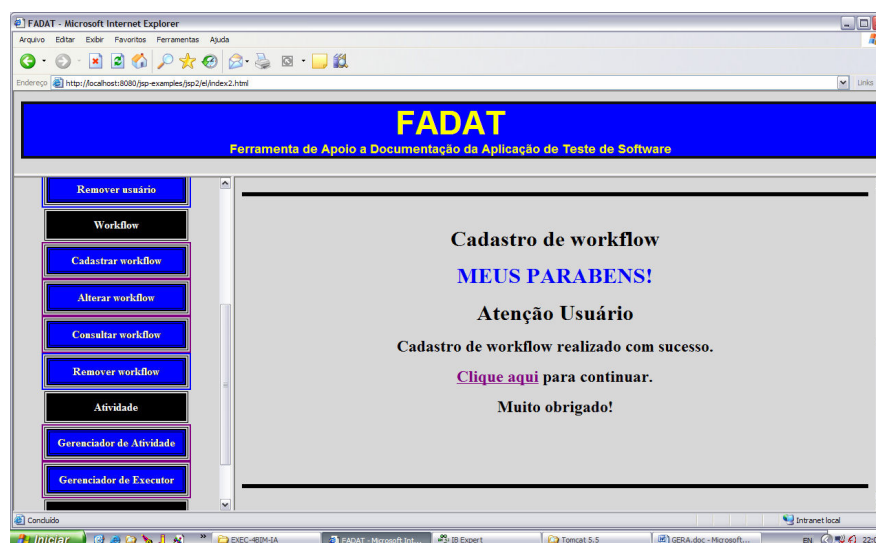 FADAT - Microsoft Internet Explorer
Arquivo Editar Exibir Favoritos Ferramentas Ajuda
Endereço http://localhost:8080/jsp-examples/jsp2/el/index2.html Links
FADAT
Ferramenta de Apoio a Documentação da Aplicação de Teste de Software
Remover usuário
Workflow
Cadastrar workflow
Alterar workflow
Consultar workflow
Remover workflow
Atividade
Gerenciador de Atividade
Gerenciador de Executor
Cadastro de workflow
MEUS PARABENS!
Atenção Usuário
Cadastro de workflow realizado com sucesso.
Clique aqui para continuar.
Muito obrigado!
Concluído Intranet local
Iniciar » EXEC-4BIM-IA FADAT - Microsoft Int... IB Expert Tomcat 5.5 GERA.doc - Microsoft... EN